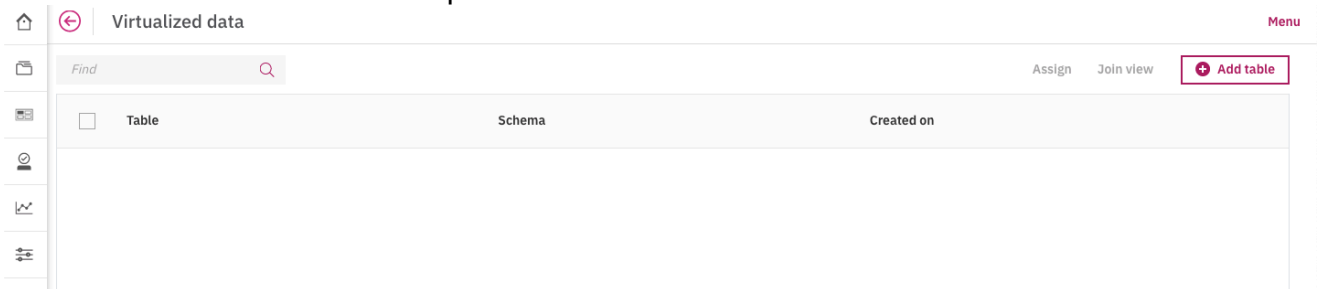 Virtualized data
Menu
Find
Assign
Join view
Add table
Table
Schema
Created on